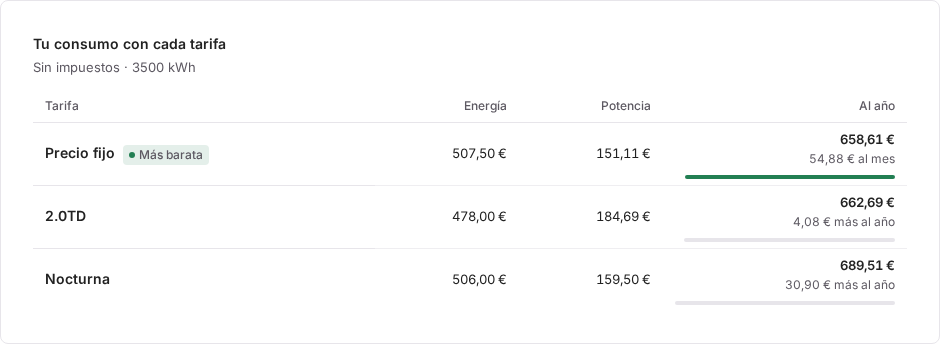 Tu consumo con cada tarifa
Sin impuestos · 3500 kWh
Tarifa Energía Potencia Al año
Precio fijo Más barata 507,50 € 151,11 € 658,61 €
54,88 € al mes
2.0TD 478,00 € 184,69 € 662,69 €
4,08 € más al año
Nocturna 506,00 € 159,50 € 689,51 €
30,90 € más al año